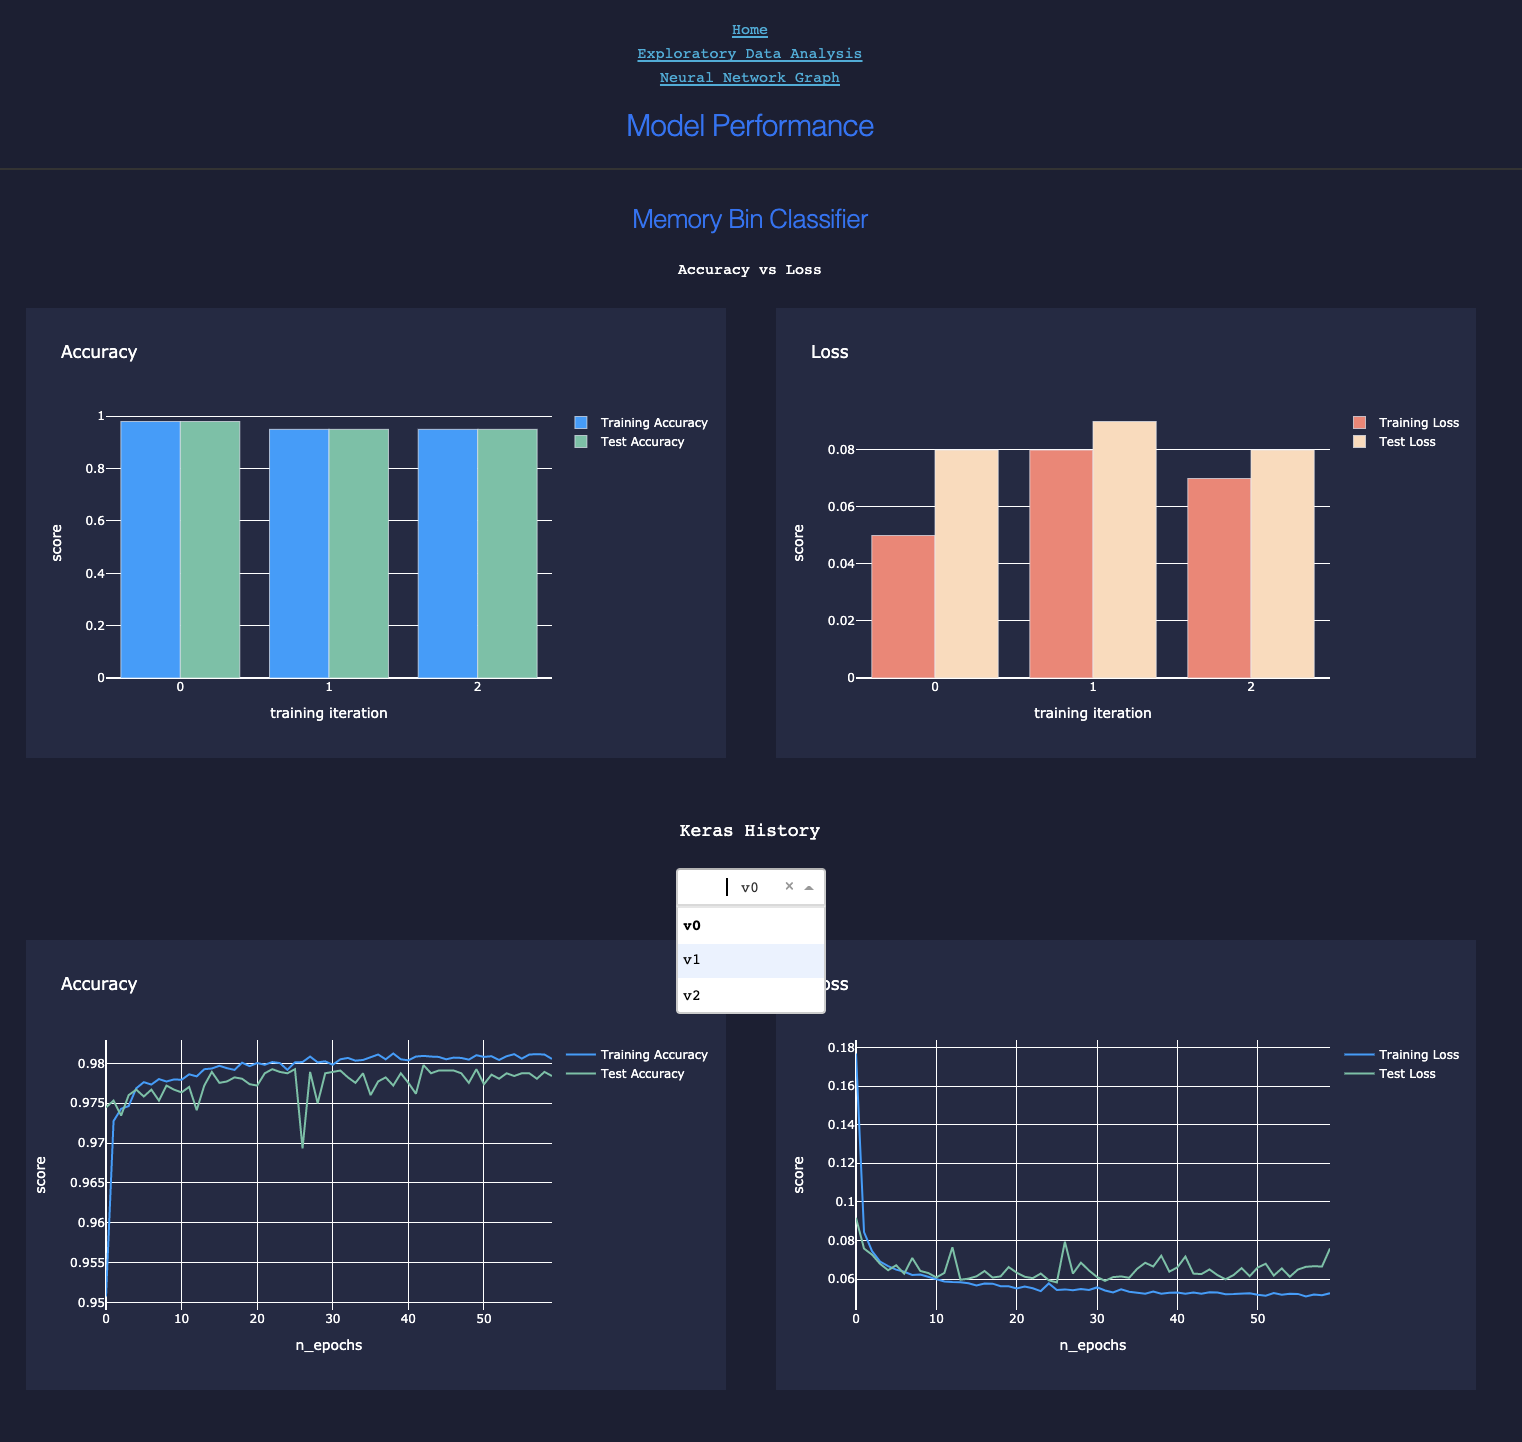 Home
Exploratory Data Analysis
Neural Network Graph
Model Performance
Memory Bin Classifier
Accuracy vs Loss
Accuracy
1
0.8
0.6
0.4
0.2
0
score
0 1 2
training iteration
Training Accuracy
Test Accuracy
Loss
0.08
0.06
0.04
0.02
0
score
0 1 2
training iteration
Training Loss
Test Loss
Keras History
v0 ×
v0
v1
v2
Accuracy
0.98
0.975
0.97
0.965
0.96
0.955
0.95
score
0 10 20 30 40 50
n_epochs
Training Accuracy
Test Accuracy
oss
0.18
0.16
0.14
0.12
0.1
0.08
0.06
score
0 10 20 30 40 50
n_epochs
Training Loss
Test Loss